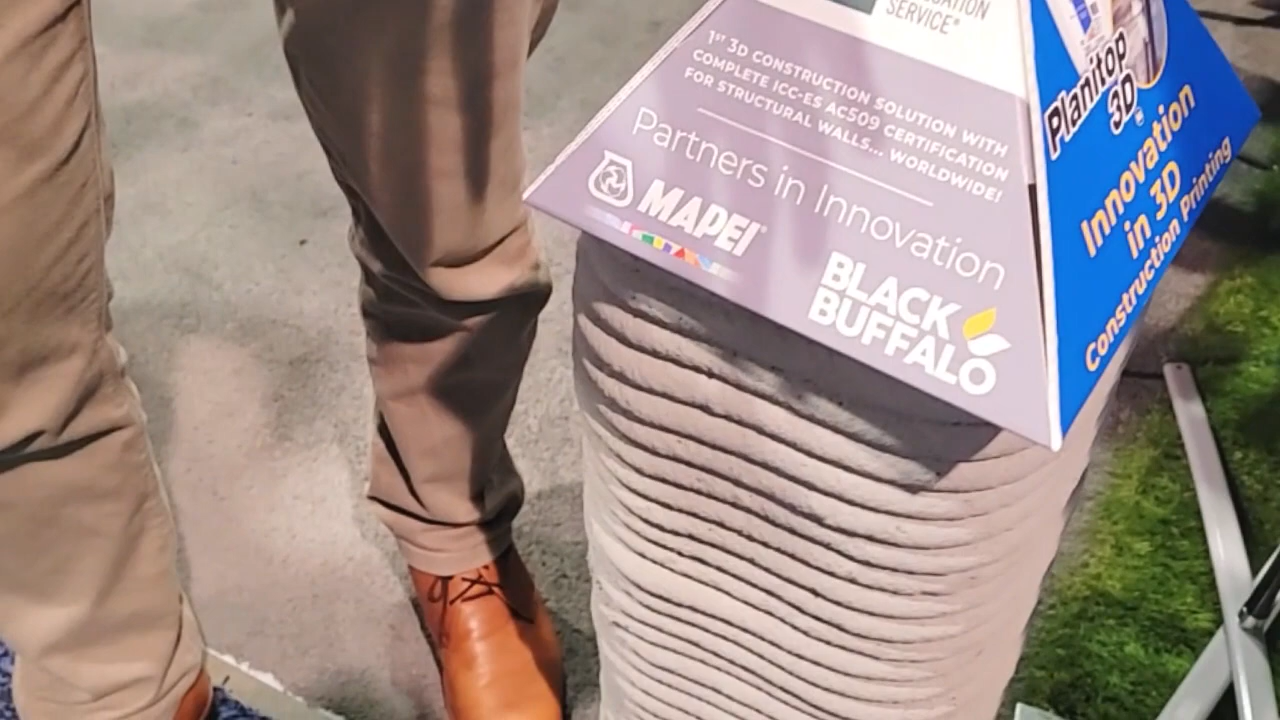 SERVICE®
1ST 3D CONSTRUCTION SOLUTION WITH
COMPLETE ICC-ES AC509 CERTIFICATION
FOR STRUCTURAL WALLS... WORLDWIDE!
Partners in Innovation
MAPEI®
BLACK
BUFFALO
Planitop
3D
Innovation
in 3D
Construction Printing